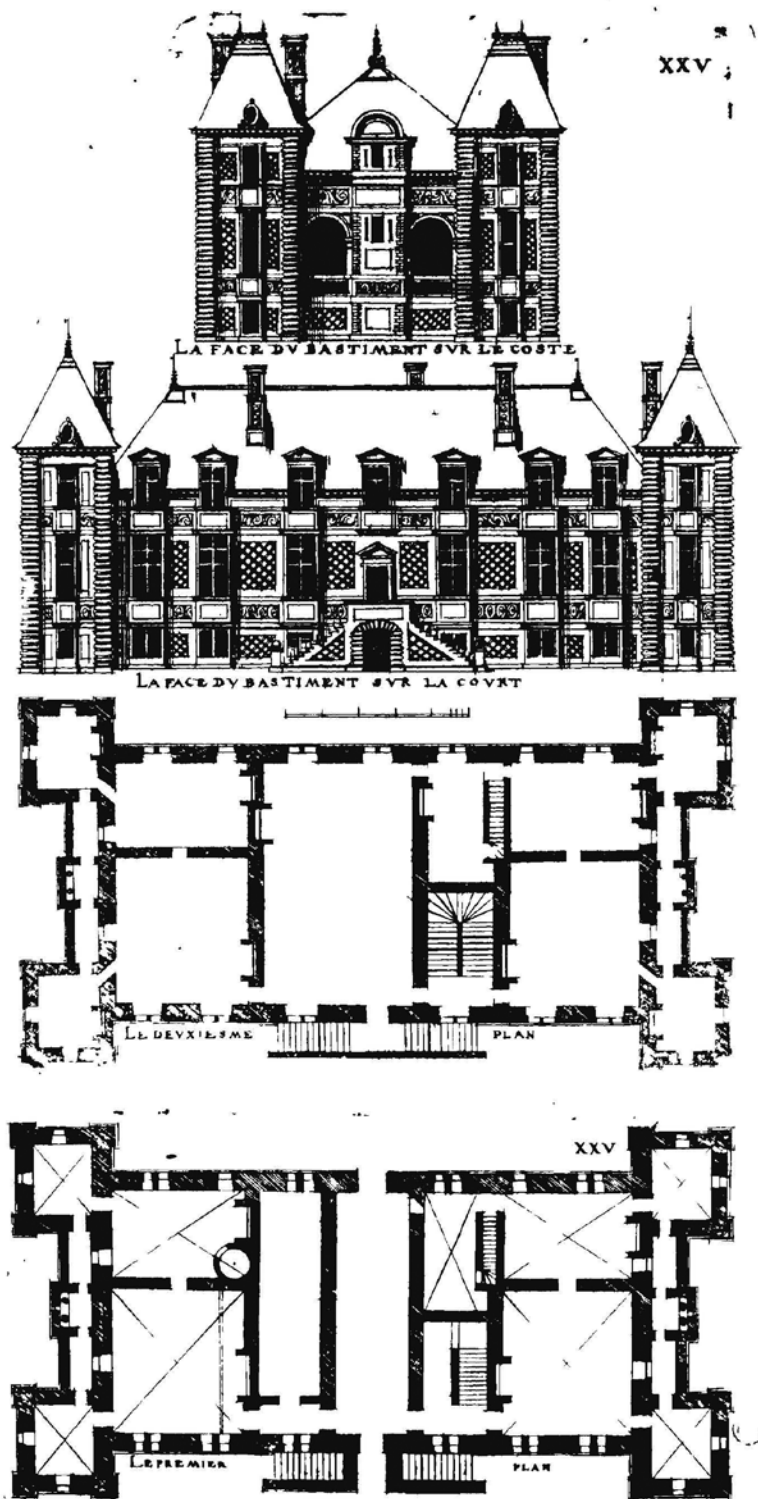 XXV
LA FACE DV BASTIMENT SVR LE COSTE
LA FACE DV BASTIMENT SVR LA COVRT
LE DEVXIESME PLAN
XXV
LE PREMIER PLAN